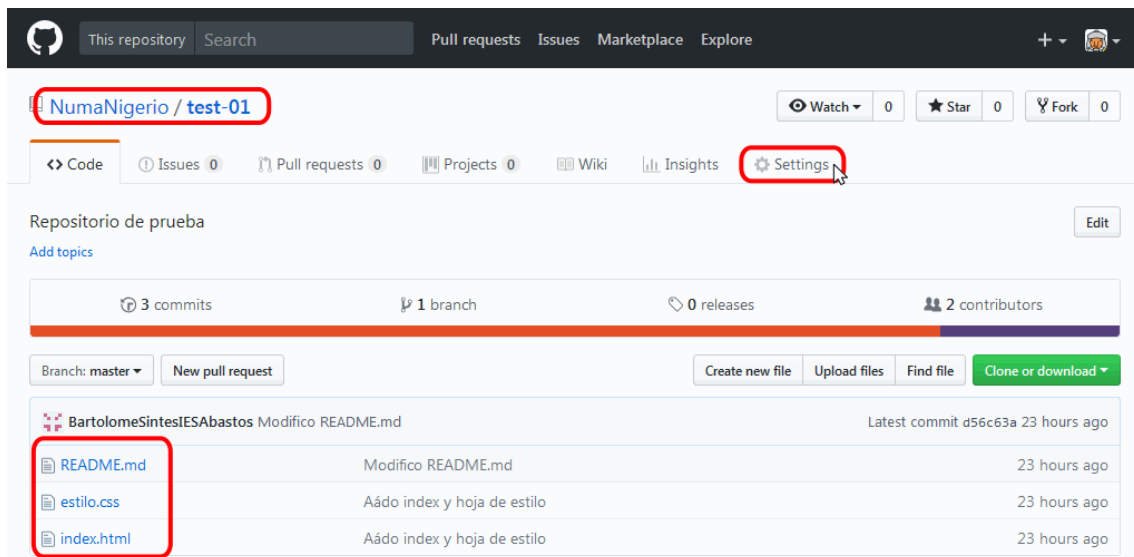 This repository Search Pull requests Issues Marketplace Explore
NumaNigerio / test-01 Watch 0 Star 0 Fork 0
<> Code Issues 0 Pull requests 0 Projects 0 Wiki Insights Settings
Repositorio de prueba Edit
Add topics
3 commits 1 branch 0 releases 2 contributors
Branch: master New pull request Create new file Upload files Find file Clone or download
BartolomeSintesIESAbastos Modifico README.md Latest commit d56c63a 23 hours ago
README.md Modifico README.md 23 hours ago
estilo.css Aádo index y hoja de estilo 23 hours ago
index.html Aádo index y hoja de estilo 23 hours ago